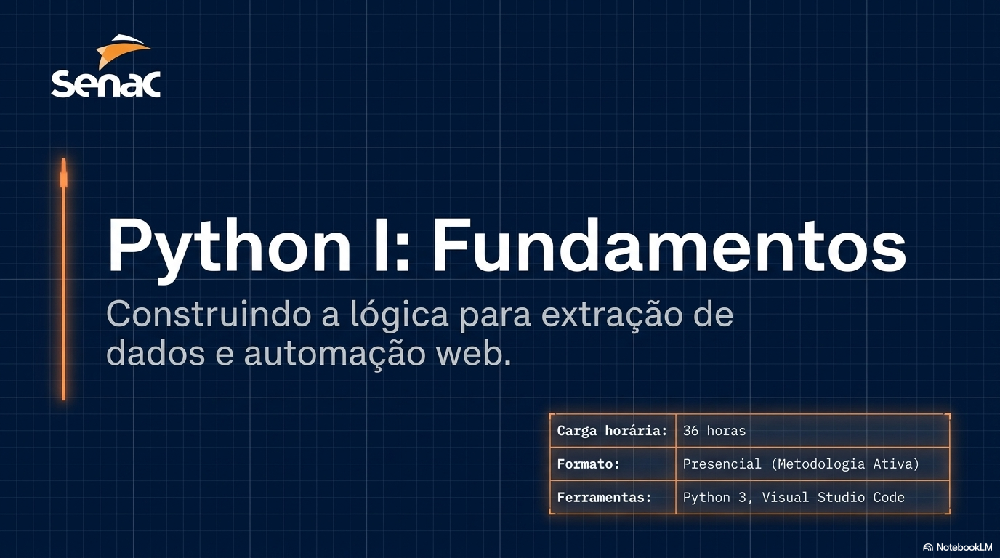 Senac
Python I: Fundamentos
Construindo a lógica para extração de
dados e automação web.
Carga horária: 36 horas
Formato: Presencial (Metodologia Ativa)
Ferramentas: Python 3, Visual Studio Code
NotebookLM